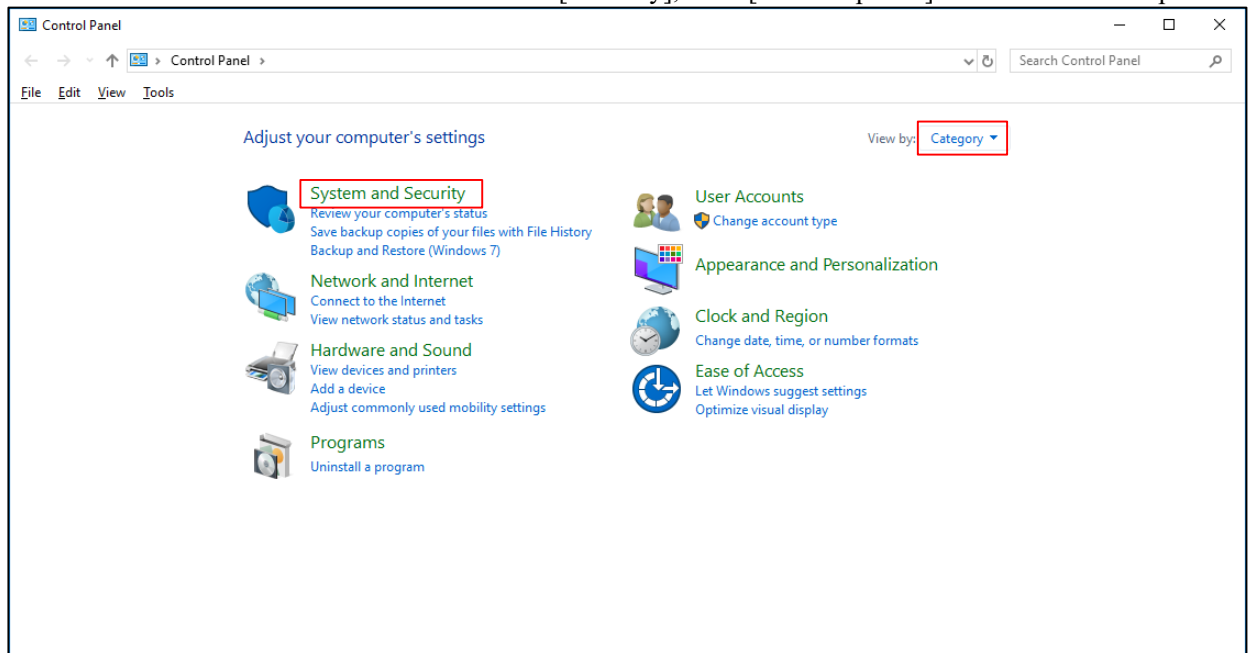 Control Panel
Control Panel
Search Control Panel
File Edit View Tools
Adjust your computer's settings
View by: Category
System and Security
Review your computer's status
Save backup copies of your files with File History
Backup and Restore (Windows 7)
Network and Internet
Connect to the Internet
View network status and tasks
Hardware and Sound
View devices and printers
Add a device
Adjust commonly used mobility settings
Programs
Uninstall a program
User Accounts
Change account type
Appearance and Personalization
Clock and Region
Change date, time, or number formats
Ease of Access
Let Windows suggest settings
Optimize visual display